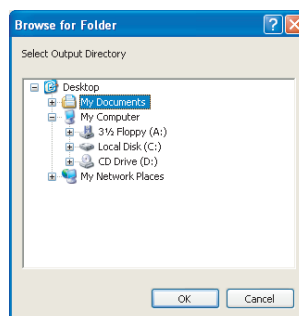 Browse for Folder
Select Output Directory
Desktop
My Documents
My Computer
3½ Floppy (A:)
Local Disk (C:)
CD Drive (D:)
My Network Places
OK Cancel